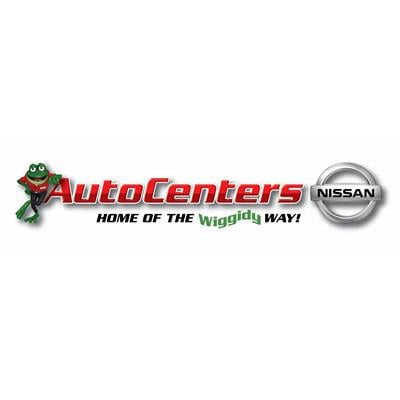 AutoCenters NISSAN
HOME OF THE Wiggidy WAY!